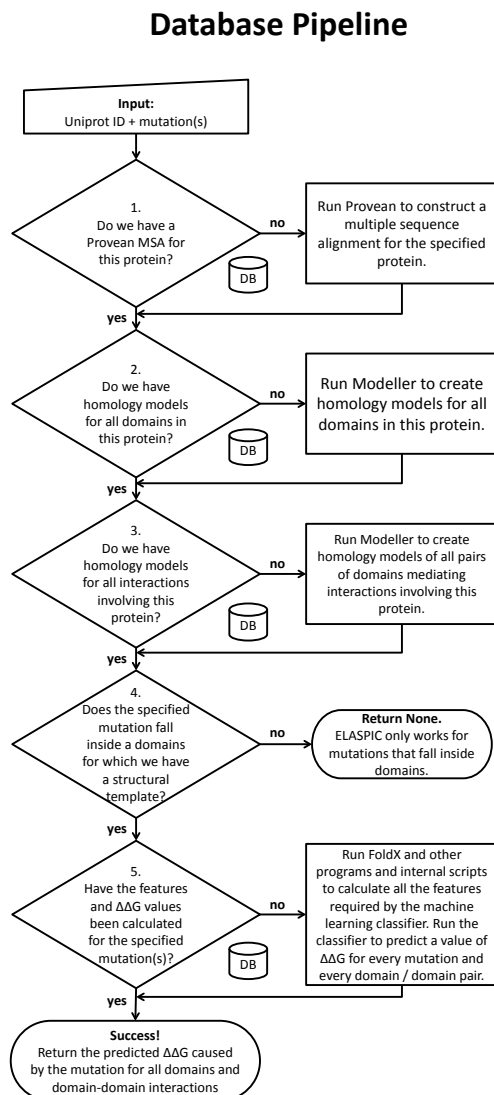 Database Pipeline
Input:
Uniprot ID + mutation(s)
1.
Do we have a
Provean MSA for
this protein?
no
Run Provean to construct a
multiple sequence
alignment for the specified
protein.
DB
yes
2.
Do we have
homology models
for all domains in
this protein?
no
Run Modeller to create
homology models for all
domains in this protein.
DB
yes
3.
Do we have
homology models
for all interactions
involving this
protein?
no
Run Modeller to create
homology models of all pairs
of domains mediating
interactions involving this
protein.
DB
yes
4.
Does the specified
mutation fall
inside a domains
for which we have
a structural
template?
no
Return None.
ELASPIC only works for
mutations that fall inside
domains.
yes
5.
Have the features
and ΔΔG values
been calculated
for the specified
mutation(s)?
no
Run FoldX and other
programs and internal scripts
to calculate all the features
required by the machine
learning classifier. Run the
classifier to predict a value of
ΔΔG for every mutation and
every domain / domain pair.
DB
yes
Success!
Return the predicted ΔΔG caused
by the mutation for all domains and
domain-domain interactions